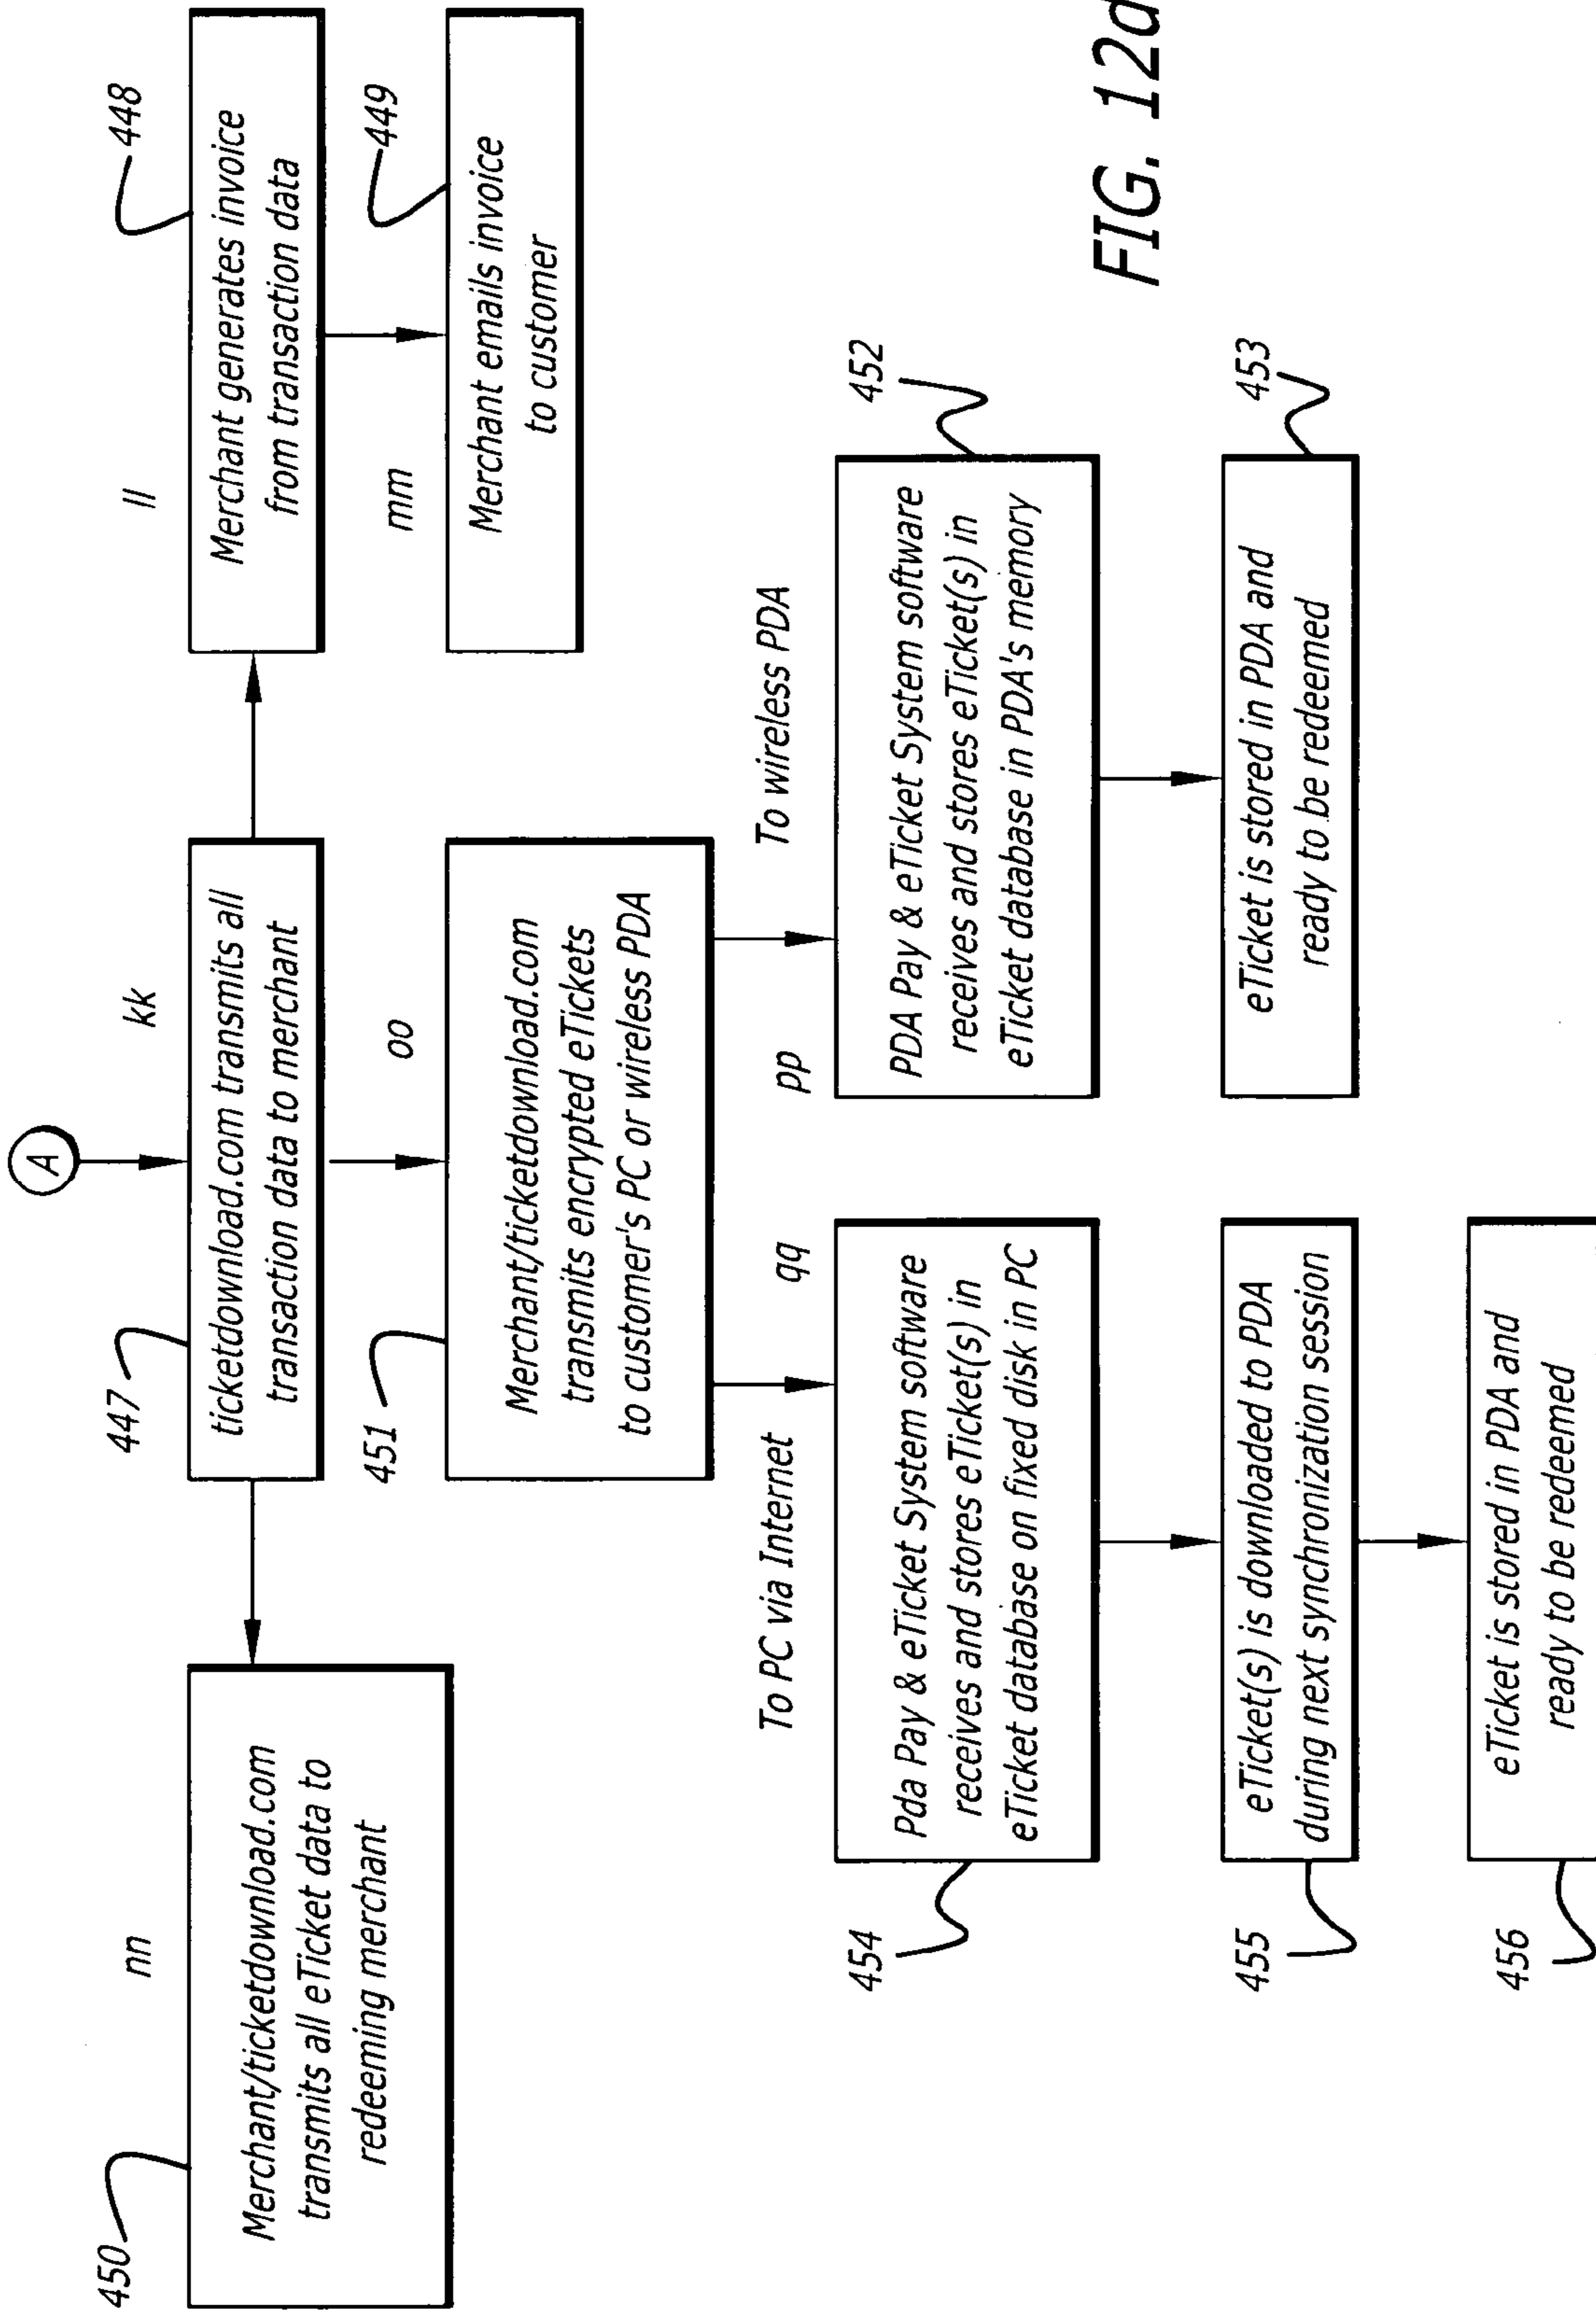 A
kk
447
ticketdownload.com transmits all
transaction data to merchant
ll
448
Merchant generates invoice
from transaction data
mm
449
Merchant emails invoice
to customer
nn
450
Merchant/ticketdownload.com
transmits all eTicket data to
redeeming merchant
oo
451
Merchant/ticketdownload.com
transmits encrypted eTickets
to customer's PC or wireless PDA
To wireless PDA
pp
452
PDA Pay & eTicket System software
receives and stores eTicket(s) in
eTicket database in PDA's memory
453
eTicket is stored in PDA and
ready to be redeemed
To PC via Internet
qq
454
Pda Pay & eTicket System software
receives and stores eTicket(s) in
eTicket database on fixed disk in PC
455
eTicket(s) is downloaded to PDA
during next synchronization session
456
eTicket is stored in PDA and
ready to be redeemed
FIG. 12d